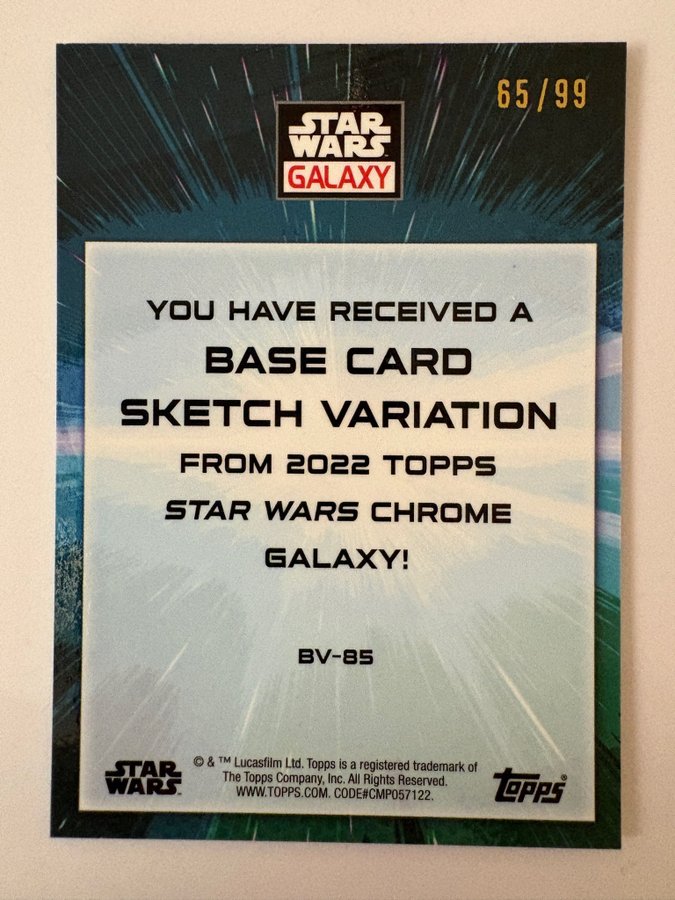 65/99
STAR
WARS
GALAXY
YOU HAVE RECEIVED A
BASE CARD
SKETCH VARIATION
FROM 2022 TOPPS
STAR WARS CHROME
GALAXY!
BV-85
© & ™ Lucasfilm Ltd. Topps is a registered trademark of
The Topps Company, Inc. All Rights Reserved.
WWW.TOPPS.COM. CODE#CMP057122.
STAR
WARS
Topps®